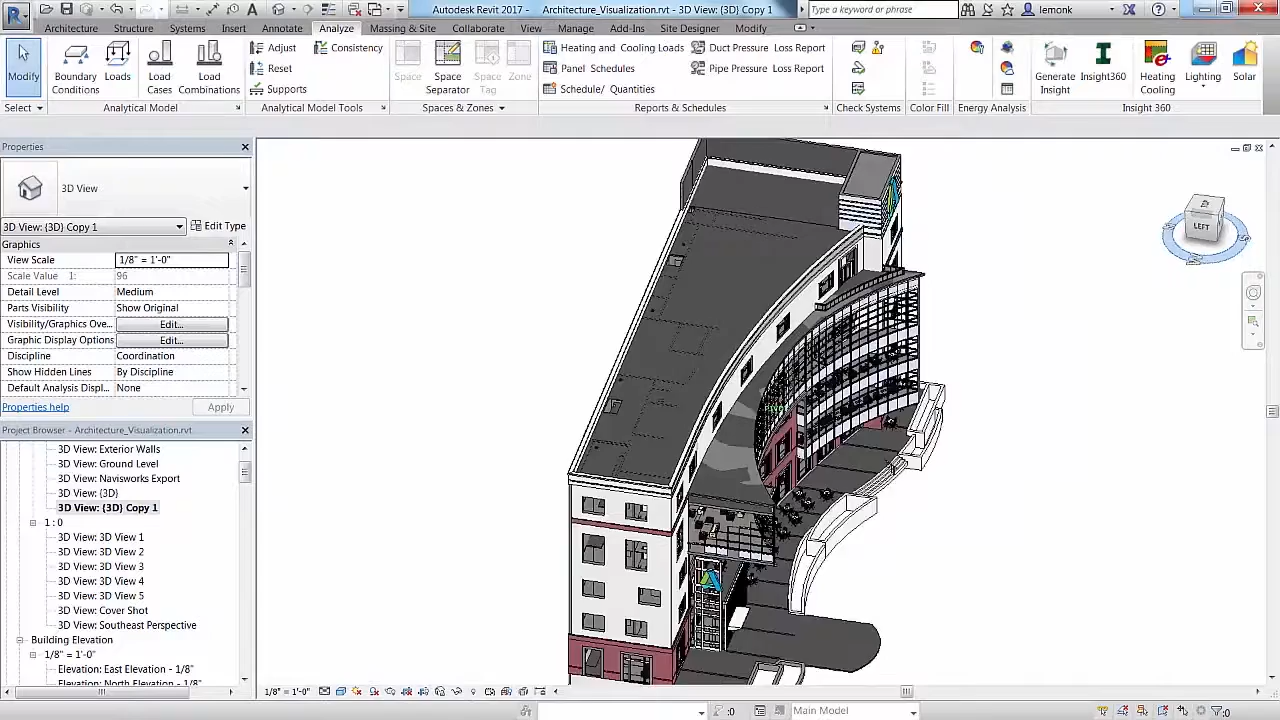 Autodesk Revit 2017 - Architecture_Visualization.rvt - 3D View: {3D} Copy 1
Type a keyword or phrase
lemonk
Architecture Structure Systems Insert Annotate Analyze Massing & Site Collaborate View Manage Add-Ins Site Designer Modify
Modify
Boundary Conditions
Loads
Load Cases
Load Combinations
Adjust
Reset
Supports
Consistency
Space
Space Separator
Space Tag
Zone
Heating and Cooling Loads
Panel Schedules
Schedule/ Quantities
Duct Pressure Loss Report
Pipe Pressure Loss Report
Generate Insight
Insight360
Heating Cooling
Lighting
Solar
Select
Analytical Model
Analytical Model Tools
Spaces & Zones
Reports & Schedules
Check Systems
Color Fill
Energy Analysis
Insight 360
Properties
3D View
3D View: {3D} Copy 1
Edit Type
Graphics
View Scale 1/8" = 1'-0"
Scale Value 1: 96
Detail Level Medium
Parts Visibility Show Original
Visibility/Graphics Ove... Edit...
Graphic Display Options Edit...
Discipline Coordination
Show Hidden Lines By Discipline
Default Analysis Displ... None
Properties help
Apply
Project Browser - Architecture_Visualization.rvt
3D View: Exterior Walls
3D View: Ground Level
3D View: Navisworks Export
3D View: {3D}
3D View: {3D} Copy 1
1 : 0
3D View: 3D View 1
3D View: 3D View 2
3D View: 3D View 3
3D View: 3D View 4
3D View: 3D View 5
3D View: Cover Shot
3D View: Southeast Perspective
Building Elevation
1/8" = 1'-0"
Elevation: East Elevation - 1/8"
Elevation: North Elevation - 1/8"
LEFT
1/8" = 1'-0"
:0
Main Model
:0